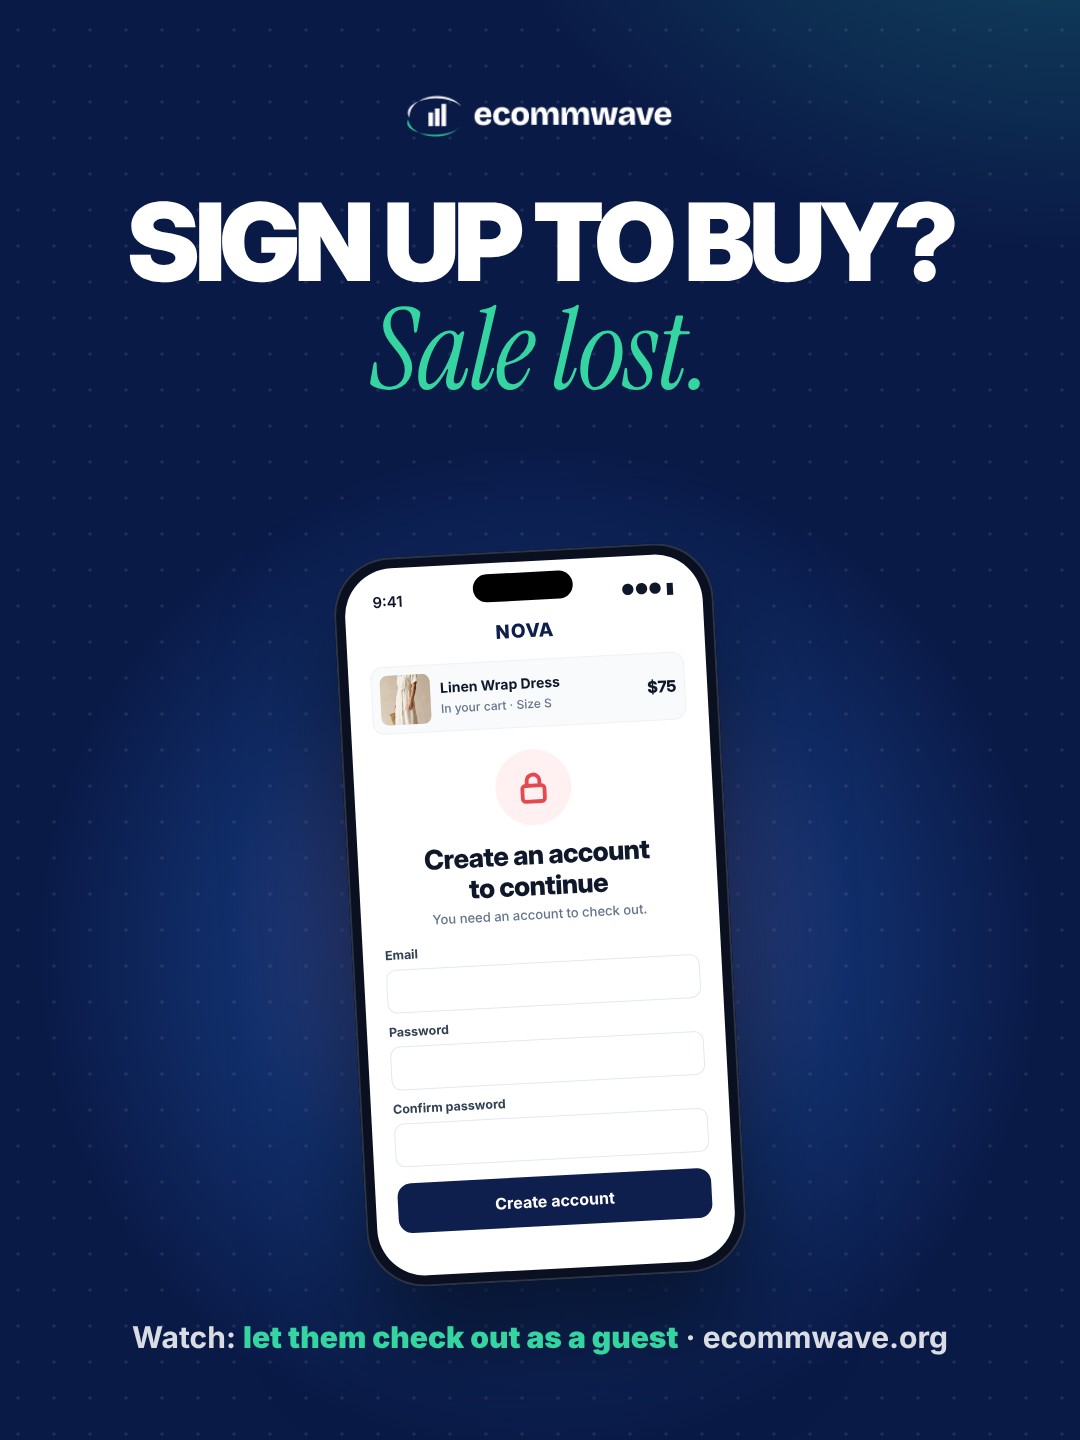 ecommwave
SIGN UP TO BUY?
Sale lost.
9:41
NOVA
Linen Wrap Dress
In your cart · Size S
$75
Create an account
to continue
You need an account to check out.
Email
Password
Confirm password
Create account
Watch: let them check out as a guest · ecommwave.org